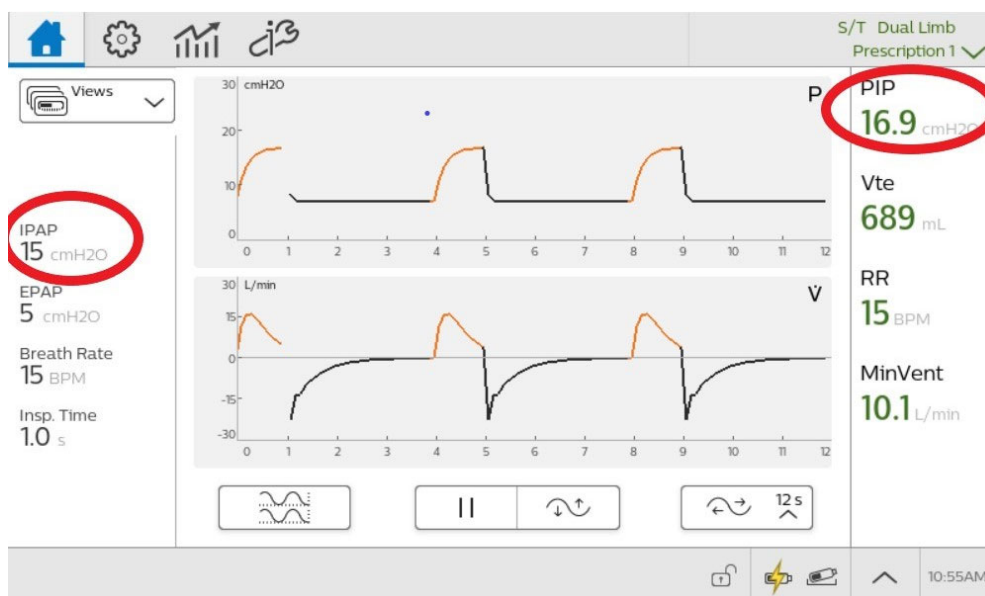 S/T Dual Limb
Prescription 1
Views
IPAP
15 cmH2O
EPAP
5 cmH2O
Breath Rate
15 BPM
Insp. Time
1.0 s
30 cmH2O
P
20
10
0
0 1 2 3 4 5 6 7 8 9 10 11 12
30 L/min
V̇
15
0
-15
-30
0 1 2 3 4 5 6 7 8 9 10 11 12
12 s
PIP
16.9 cmH2O
Vte
689 mL
RR
15 BPM
MinVent
10.1 L/min
10:55AM